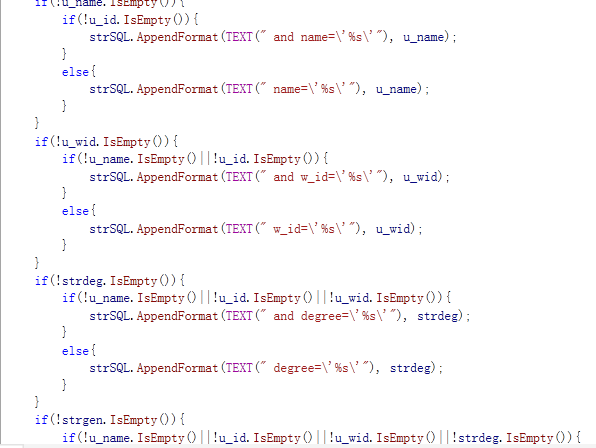 if(!u_name.IsEmpty()){
if(!u_id.IsEmpty()){
strSQL.AppendFormat(TEXT(" and name=\'%s\'"), u_name);
}
else{
strSQL.AppendFormat(TEXT(" name=\'%s\'"), u_name);
}
}
if(!u_wid.IsEmpty()){
if(!u_name.IsEmpty()||!u_id.IsEmpty()){
strSQL.AppendFormat(TEXT(" and w_id=\'%s\'"), u_wid);
}
else{
strSQL.AppendFormat(TEXT(" w_id=\'%s\'"), u_wid);
}
}
if(!strdeg.IsEmpty()){
if(!u_name.IsEmpty()||!u_id.IsEmpty()||!u_wid.IsEmpty()){
strSQL.AppendFormat(TEXT(" and degree=\'%s\'"), strdeg);
}
else{
strSQL.AppendFormat(TEXT(" degree=\'%s\'"), strdeg);
}
}
if(!strgen.IsEmpty()){
if(!u_name.IsEmpty()||!u_id.IsEmpty()||!u_wid.IsEmpty()||!strdeg.IsEmpty()){